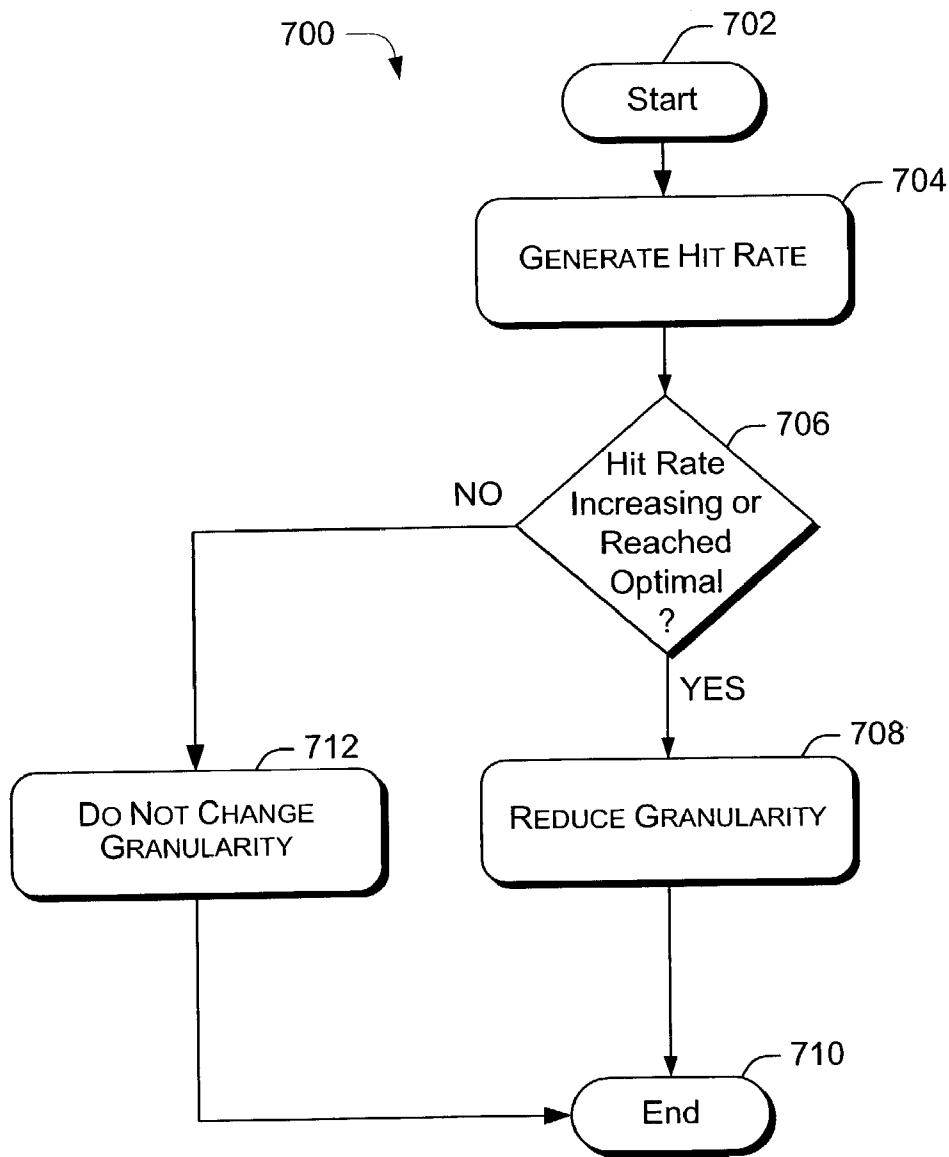 700
702
Start
704
GENERATE HIT RATE
706
Hit Rate
Increasing or
Reached
Optimal
?
NO
YES
712
DO NOT CHANGE
GRANULARITY
708
REDUCE GRANULARITY
710
End